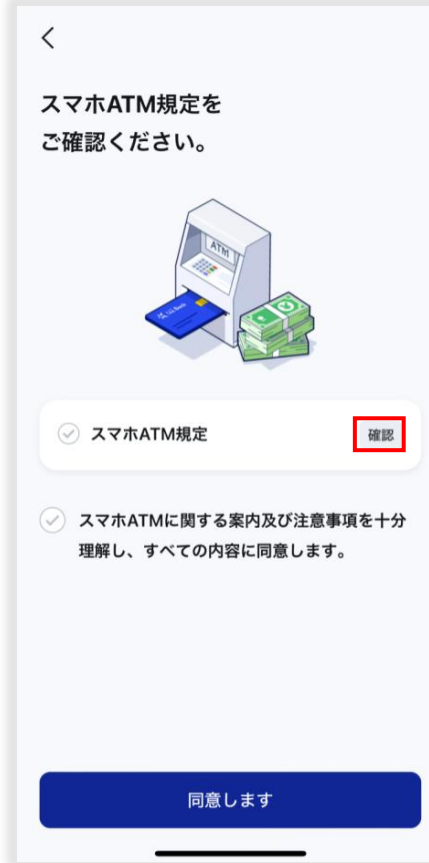 スマホATM規定を
ご確認ください。
ATM
スマホATM規定
確認
スマホATMに関する案内及び注意事項を十分
理解し、すべての内容に同意します。
同意します